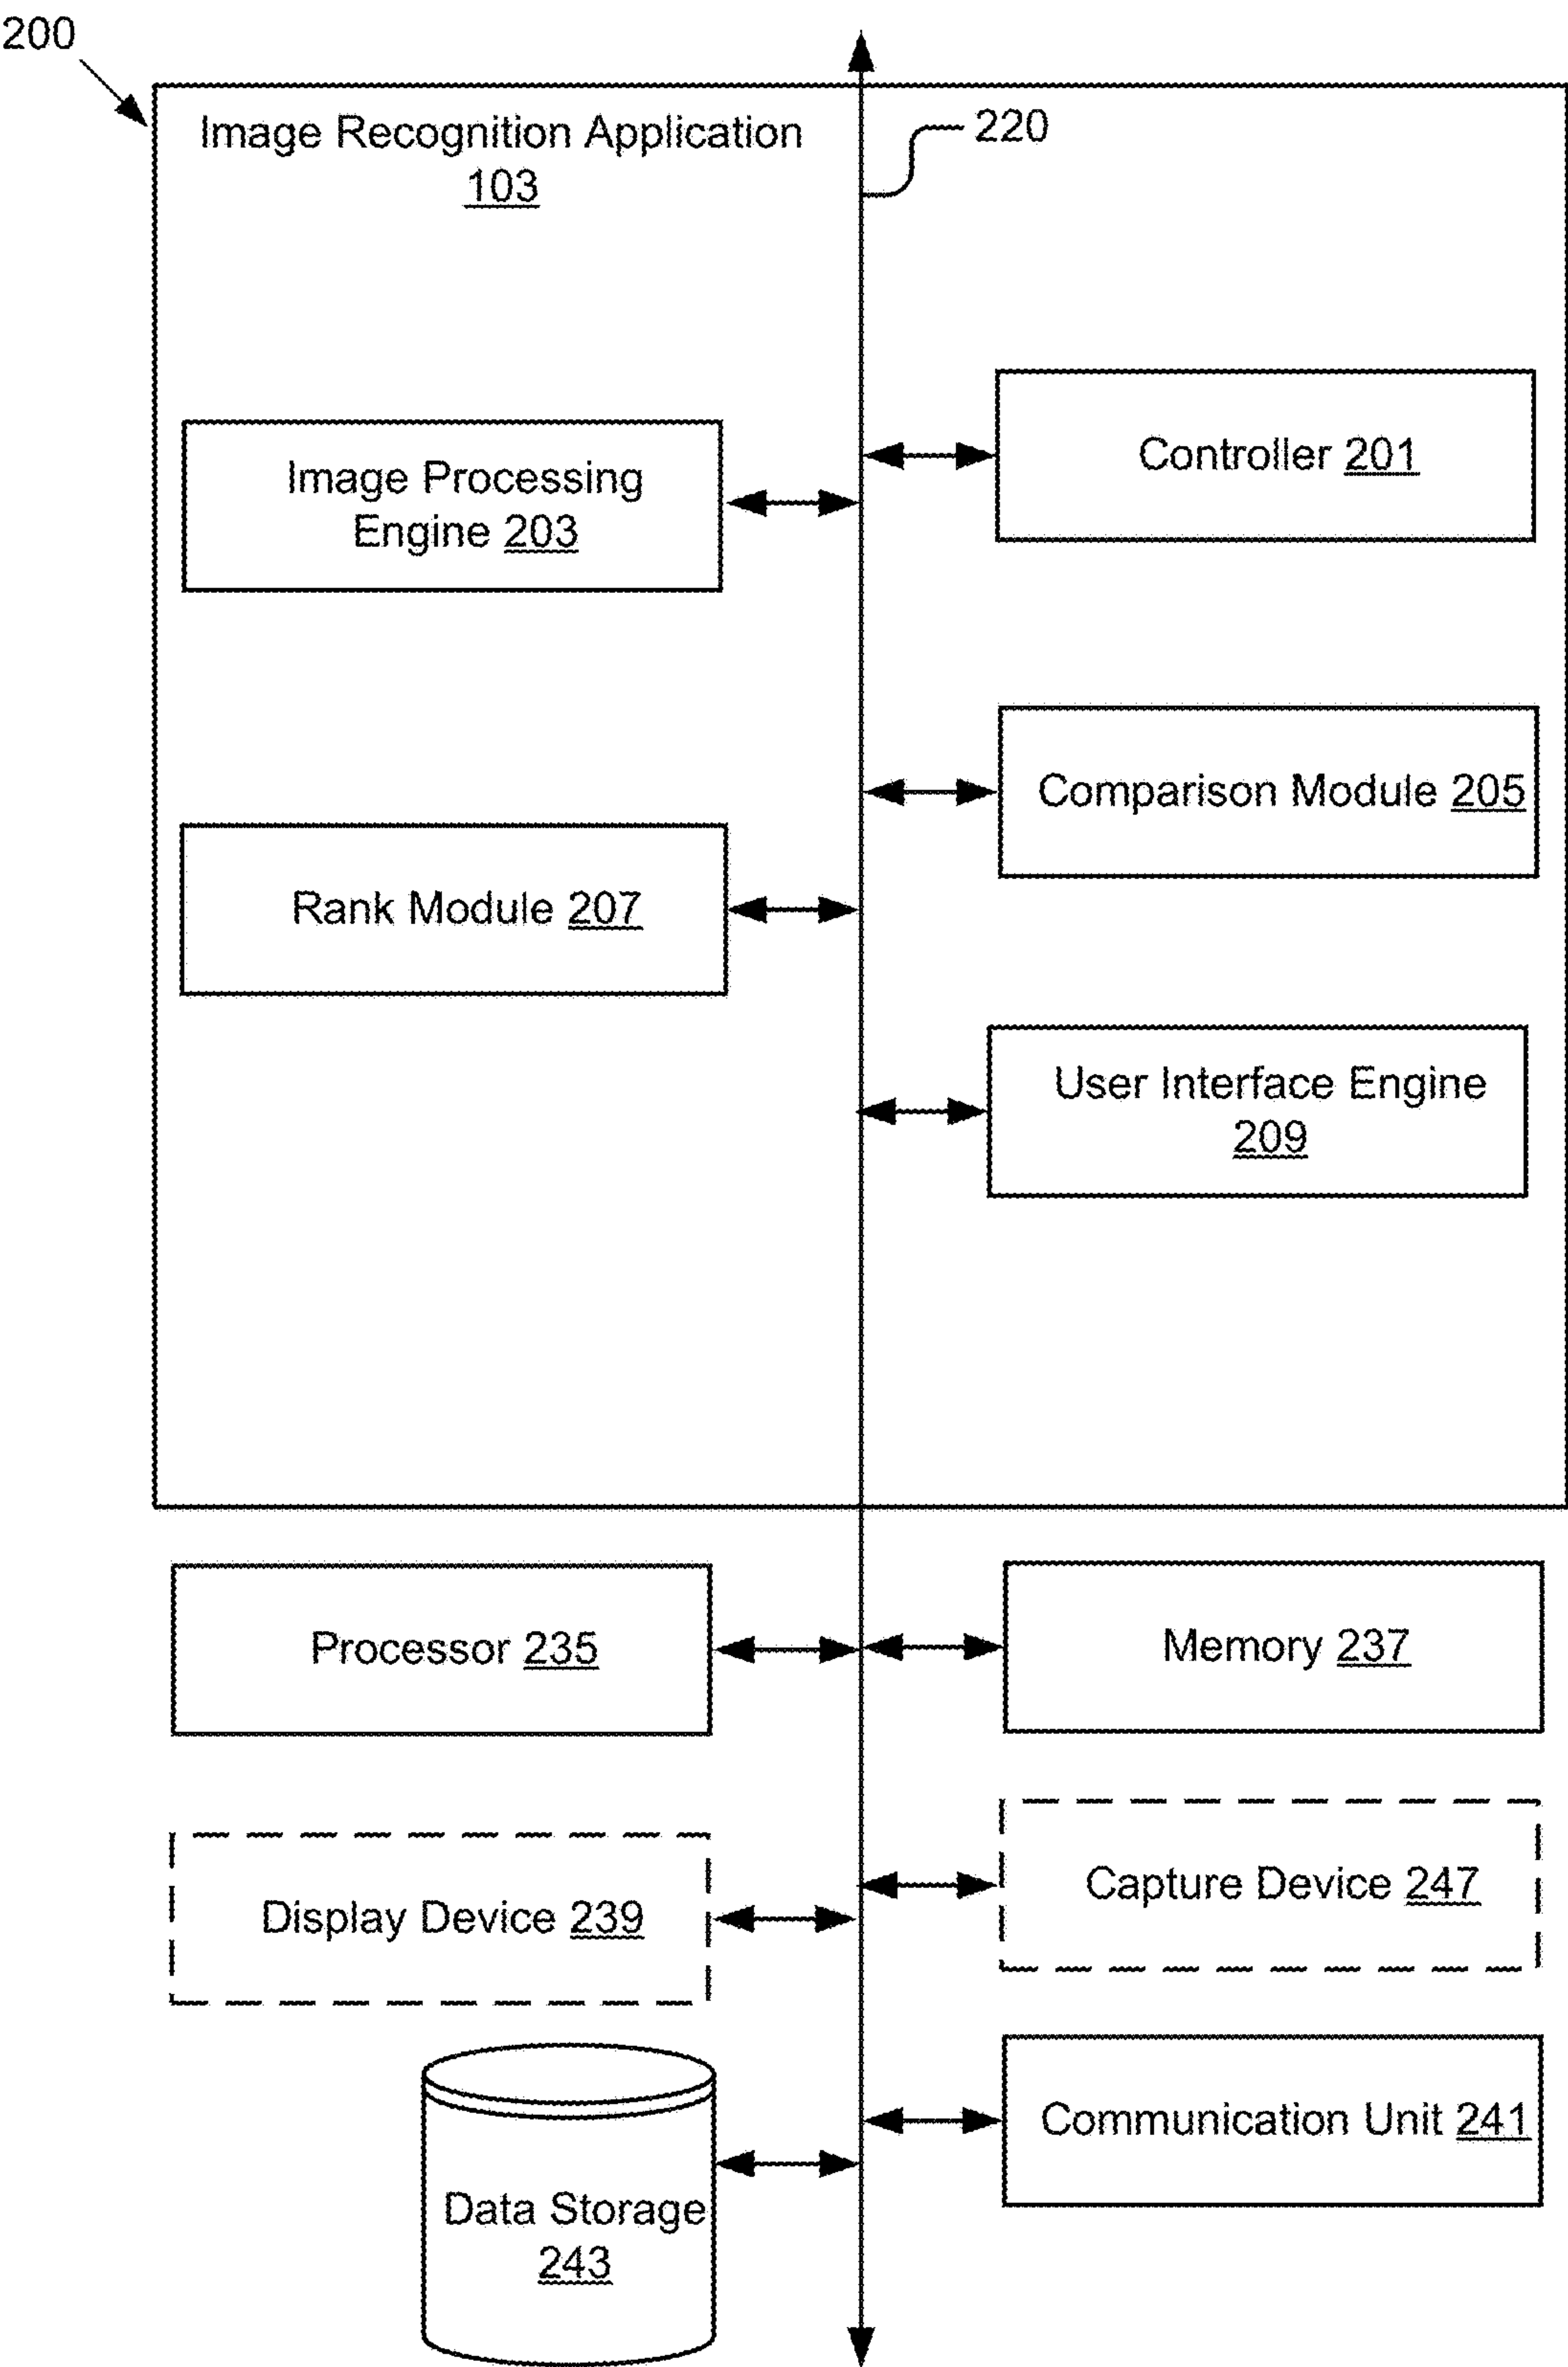 200
Image Recognition Application
103
220
Controller 201
Image Processing
Engine 203
Comparison Module 205
Rank Module 207
User Interface Engine
209
Processor 235
Memory 237
Capture Device 247
Display Device 239
Communication Unit 241
Data Storage
243